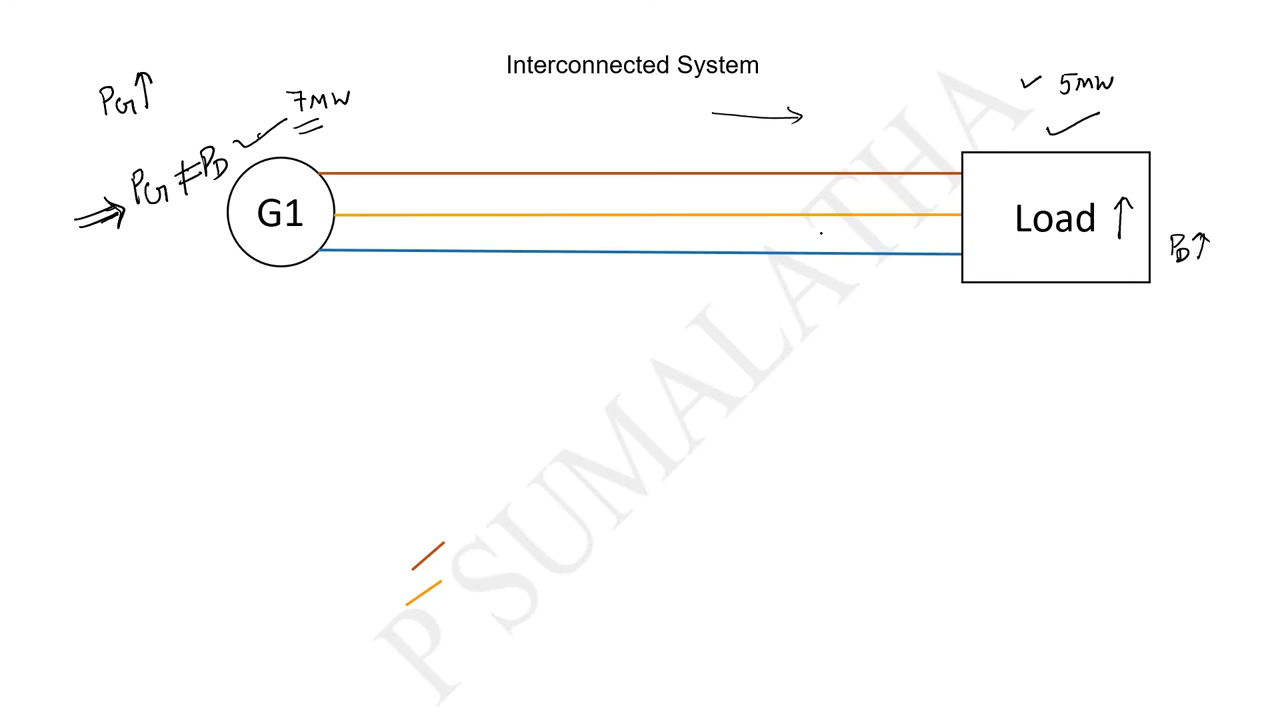 Interconnected System
PG↑
7MW
✓ 5MW
PG ≠ PD
G1
Load ↑
PD↑
P SUMALATHA